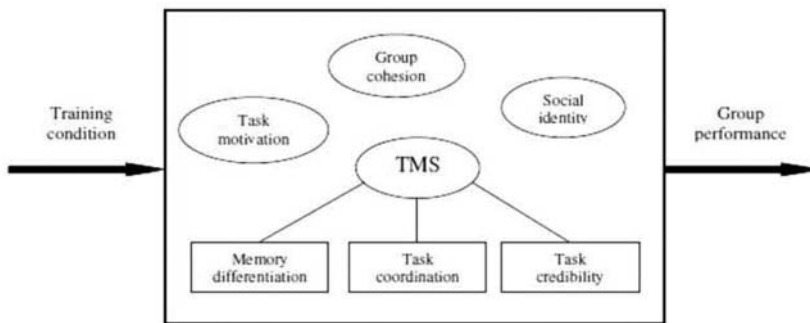 Training
condition
Group
cohesion
Task
motivation
Social
identity
TMS
Memory
differentiation
Task
coordination
Task
credibility
Group
performance